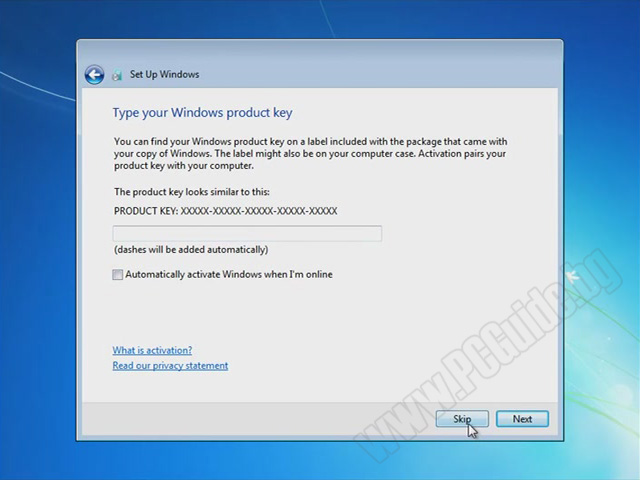 Set Up Windows
Type your Windows product key
You can find your Windows product key on a label included with the package that came with
your copy of Windows. The label might also be on your computer case. Activation pairs your
product key with your computer.
The product key looks similar to this:
PRODUCT KEY: XXXXX-XXXXX-XXXXX-XXXXX-XXXXX
(dashes will be added automatically)
Automatically activate Windows when I'm online
What is activation?
Read our privacy statement
Skip Next
www.PCGuide.bg